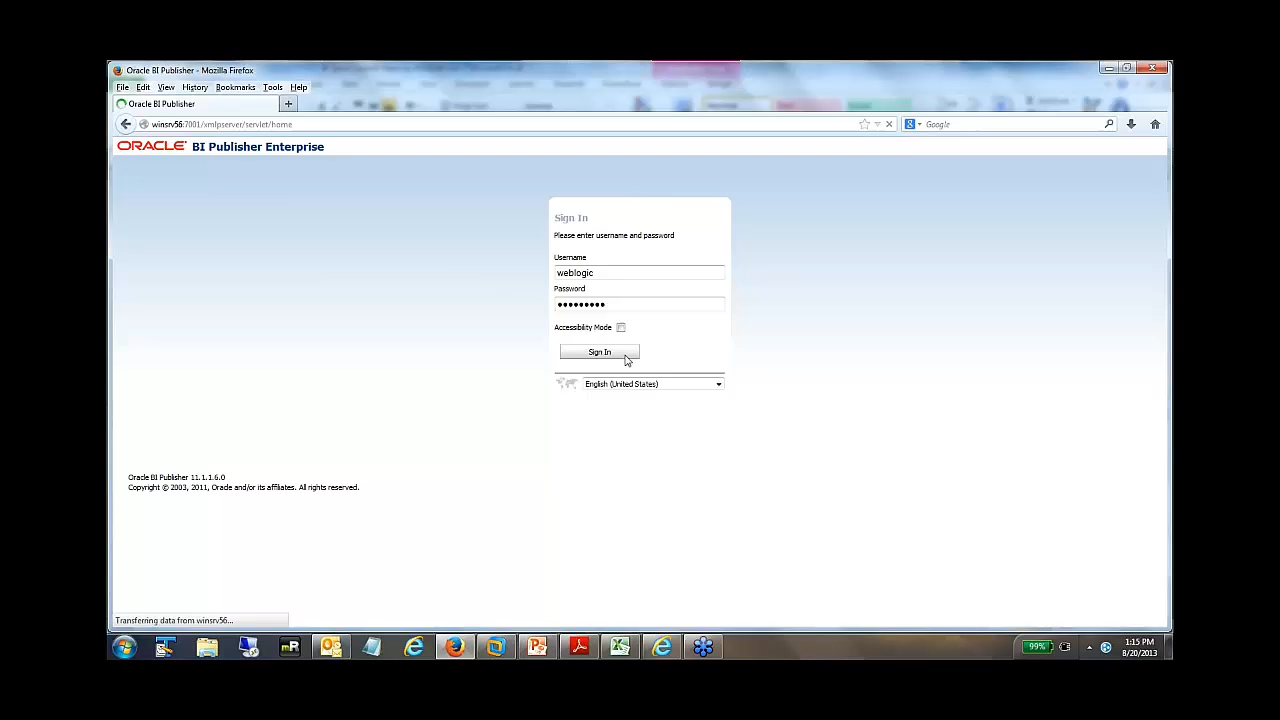 Oracle BI Publisher - Mozilla Firefox
File Edit View History Bookmarks Tools Help
Oracle BI Publisher
winsrv56:7001/xmlpserver/servlet/home
Google
ORACLE BI Publisher Enterprise
Sign In
Please enter username and password
Username
weblogic
Password
Accessibility Mode
Sign In
English (United States)
Oracle BI Publisher 11.1.1.6.0
Copyright © 2003, 2011, Oracle and/or its affiliates. All rights reserved.
Transferring data from winsrv56...
mR
99%
1:15 PM
8/20/2013